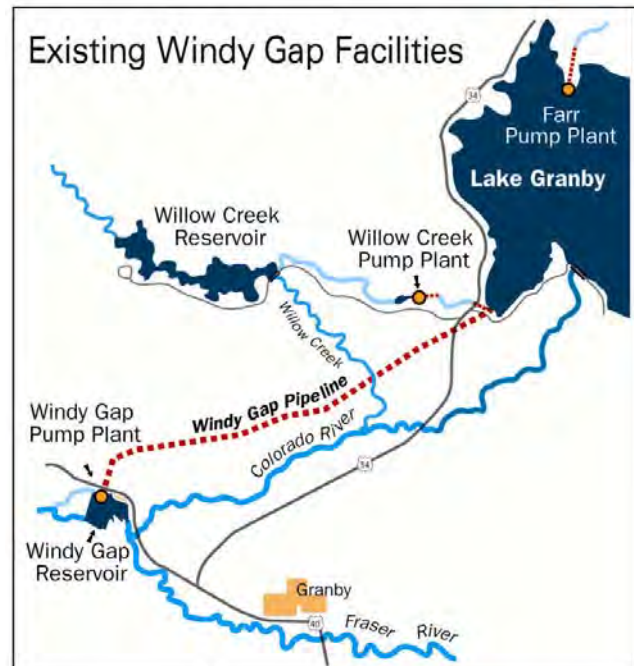 Existing Windy Gap Facilities
34
Farr
Pump Plant
Lake Granby
Willow Creek
Reservoir
Willow Creek
Pump Plant
Willow Creek
Windy Gap Pipeline
Windy Gap
Pump Plant
Colorado River
34
Windy Gap
Reservoir
Granby
40
Fraser River